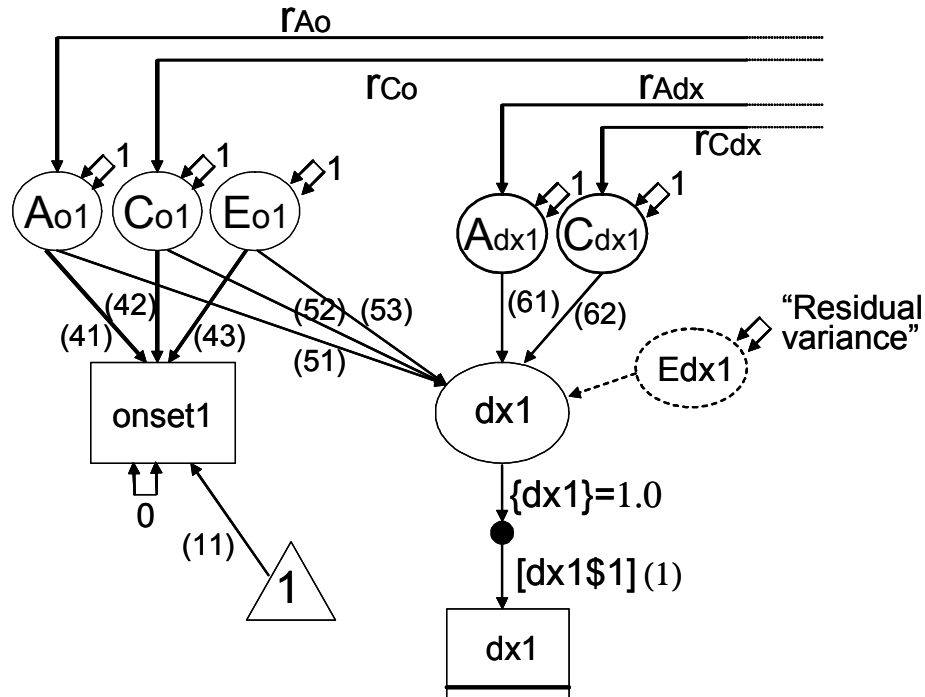 rAo
rCo
rAdx
rCdx
1 1 1
Ao1 Co1 Eo1
1 1
Adx1 Cdx1
(41) (42) (43)
(51) (52) (53)
(61) (62)
“Residual
variance”
Edx1
onset1
dx1
0
{dx1}=1.0
(11)
1
[dx1$1] (1)
dx1